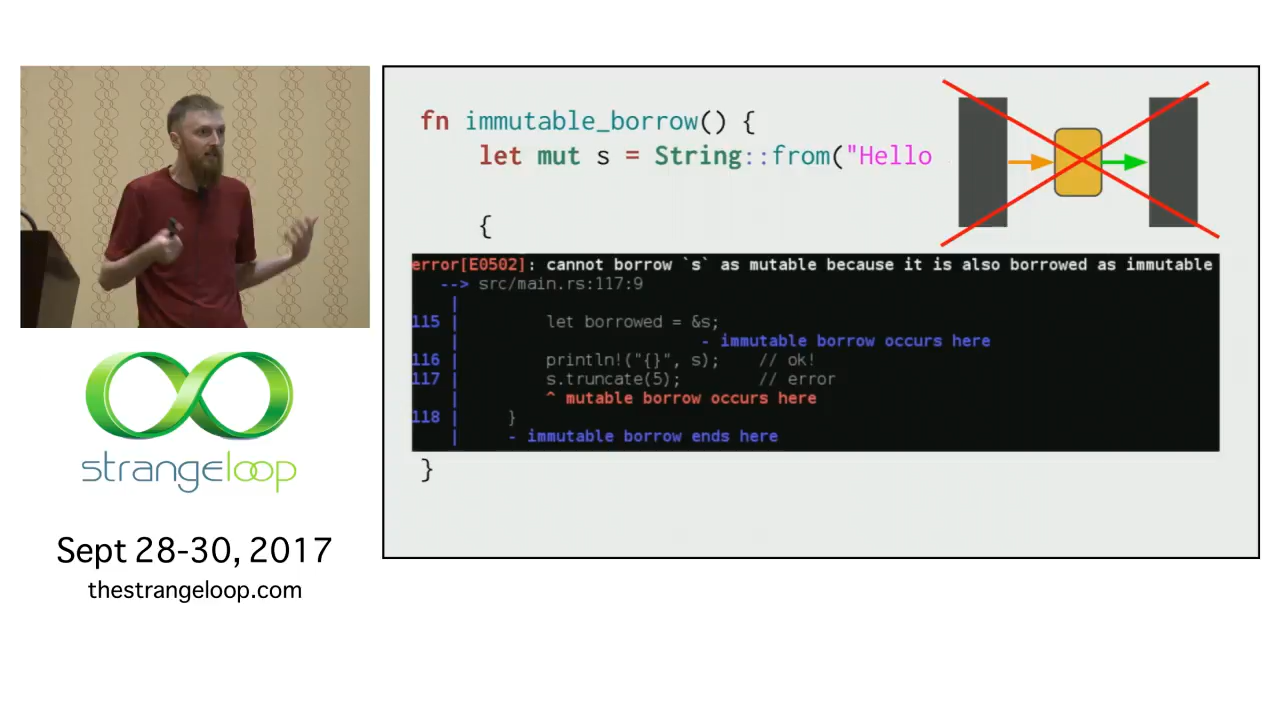 fn immutable_borrow() {
let mut s = String::from("Hello
{
error[E0502]: cannot borrow `s` as mutable because it is also borrowed as immutable
--> src/main.rs:117:9
|
115 | let borrowed = &s;
| - immutable borrow occurs here
116 | println!("{}", s); // ok!
117 | s.truncate(5); // error
| ^ mutable borrow occurs here
118 | }
| - immutable borrow ends here
}
strangeloop
Sept 28-30, 2017
thestrangeloop.com